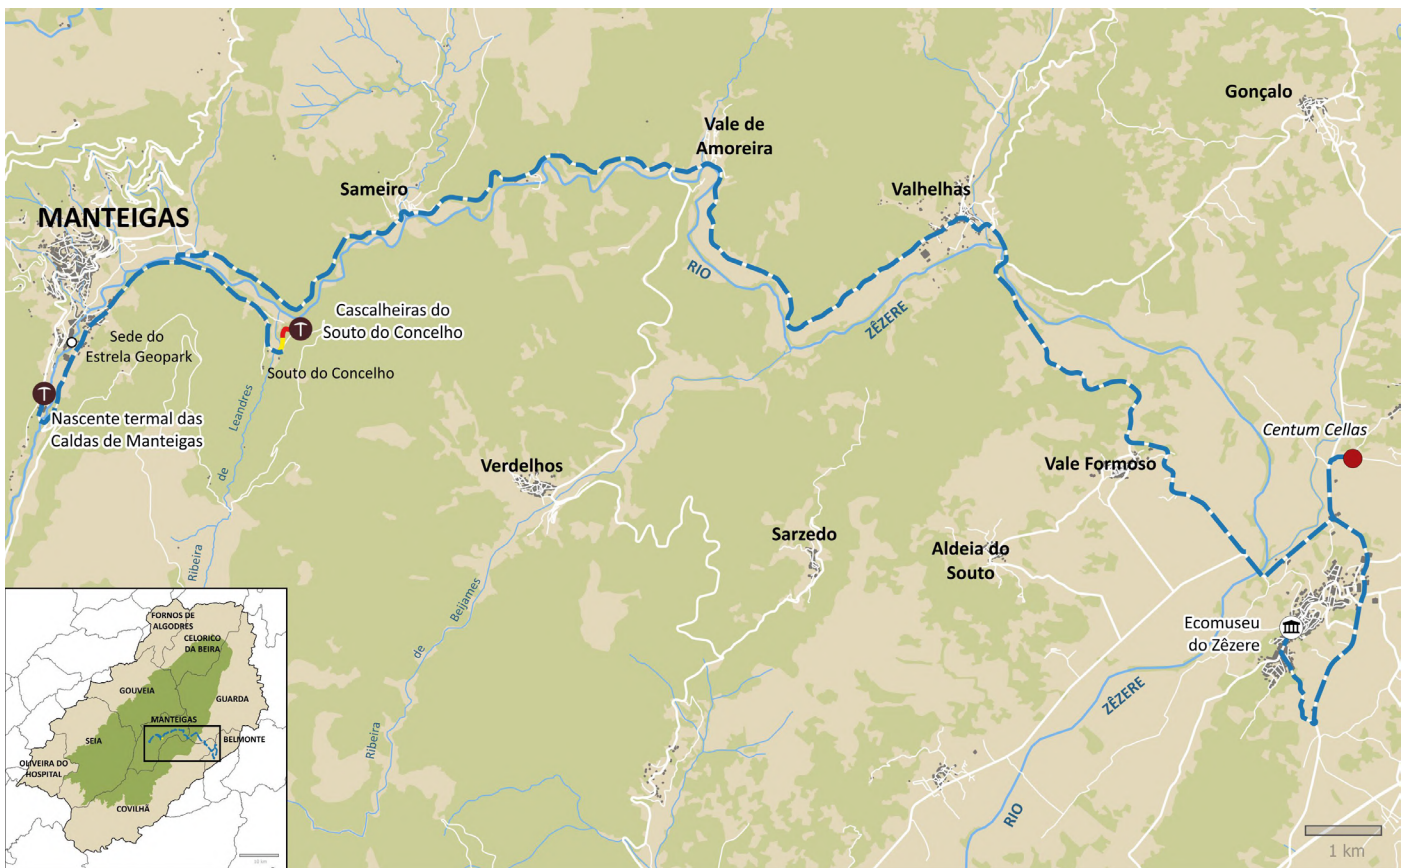 Gonçalo
Vale de
Amoreira
Sameiro
Valhelhas
MANTEIGAS
RIO
ZÊZERE
Cascalheiras do
Souto do Concelho
Sede do
Estrela Geopark
Souto do Concelho
Nascente termal das
Caldas de Manteigas
Ribeira
de
Leandres
Centum Cellas
Verdelhos
Vale Formoso
Sarzedo
Aldeia do
Souto
Ribeira
de
Beijames
Ecomuseu
do Zêzere
RIO
ZÊZERE
1 km
FORNOS DE
ALGODRES
CELORICO
DA BEIRA
GOUVEIA
GUARDA
MANTEIGAS
SEIA
BELMONTE
OLIVEIRA DO
HOSPITAL
COVILHÃ
10 km